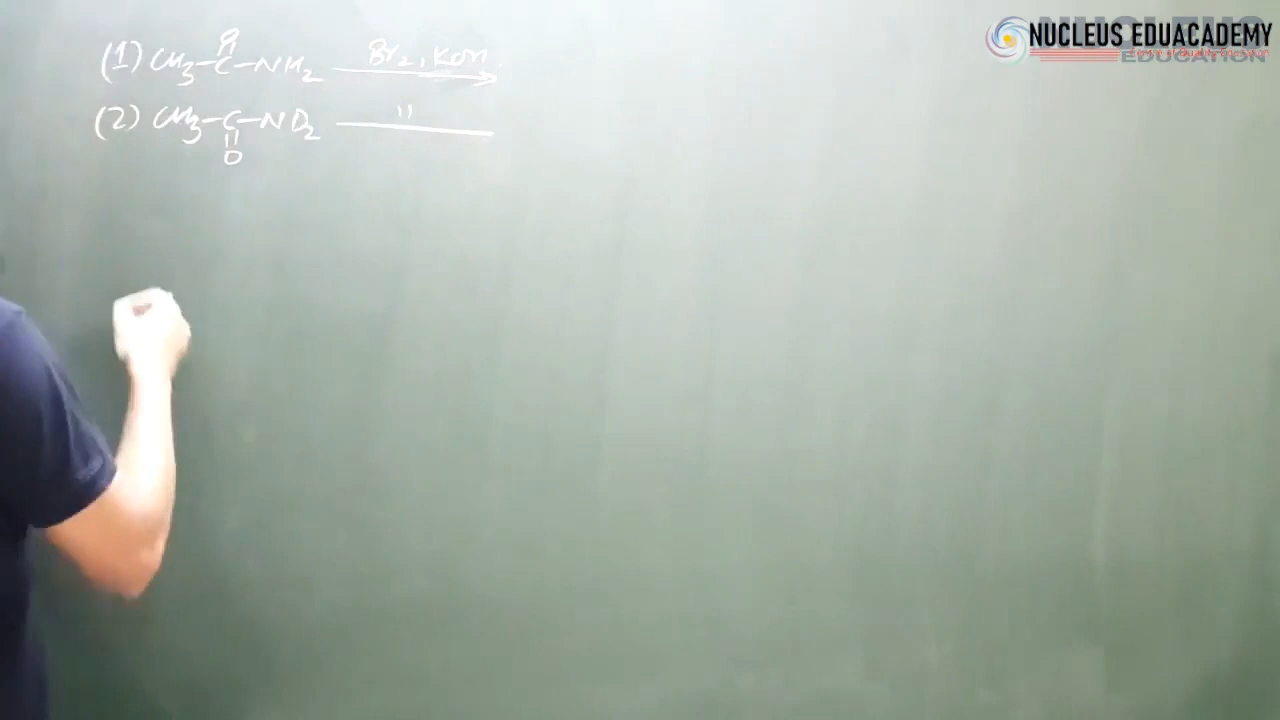 NUCLEUS EDUACADEMY
EDUCATION
O
(1) CH3-C-NH2 Br2, KOH
(2) CH3-C-ND2 "
O